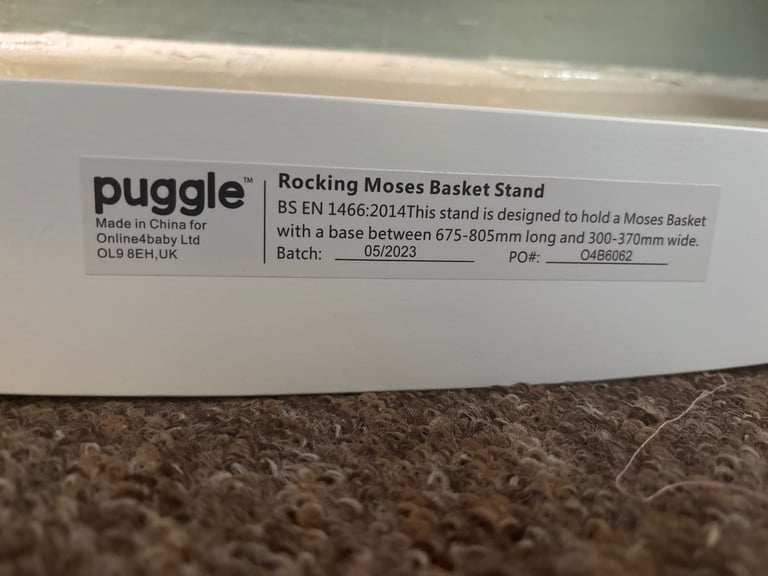 puggle™
Made in China for
Online4baby Ltd
OL9 8EH,UK
Rocking Moses Basket Stand
BS EN 1466:2014This stand is designed to hold a Moses Basket
with a base between 675-805mm long and 300-370mm wide.
Batch: 05/2023 PO#: O4B6062